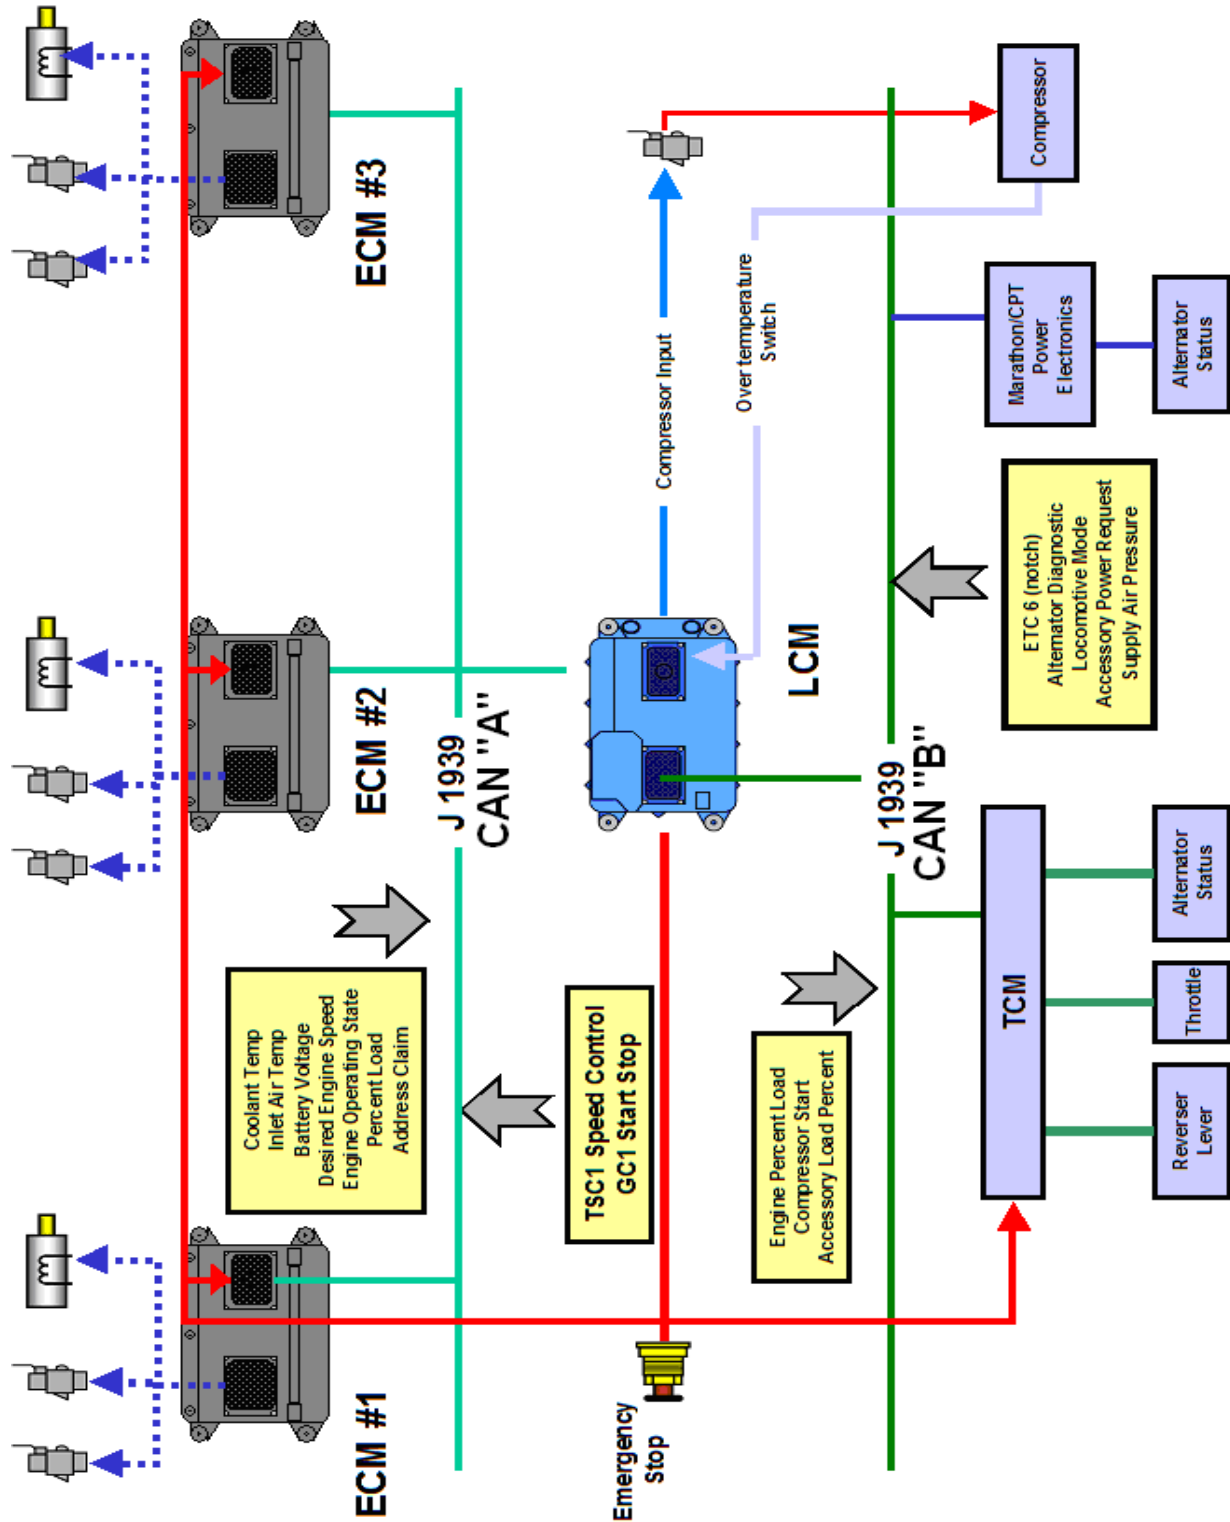 ECM #1
ECM #2
ECM #3
Coolant Temp
Inlet Air Temp
Battery Voltage
Desired Engine Speed
Engine Operating State
Percent Load
Address Claim
J 1939
CAN "A"
TSC1 Speed Control
GC1 Start Stop
Emergency
Stop
LCM
Compressor Input
Over termperature
Switch
Engine Percent Load
Compressor Start
Accessory Load Percent
J 1939
CAN "B"
ETC 6 (notch)
Alternator Diagnostic
Locomotive Mode
Accessory Power Request
Supply Air Pressure
TCM
Marathon/CPT
Power
Electronics
Compressor
Reverser
Lever
Throttle
Alternator
Status
Alternator
Status